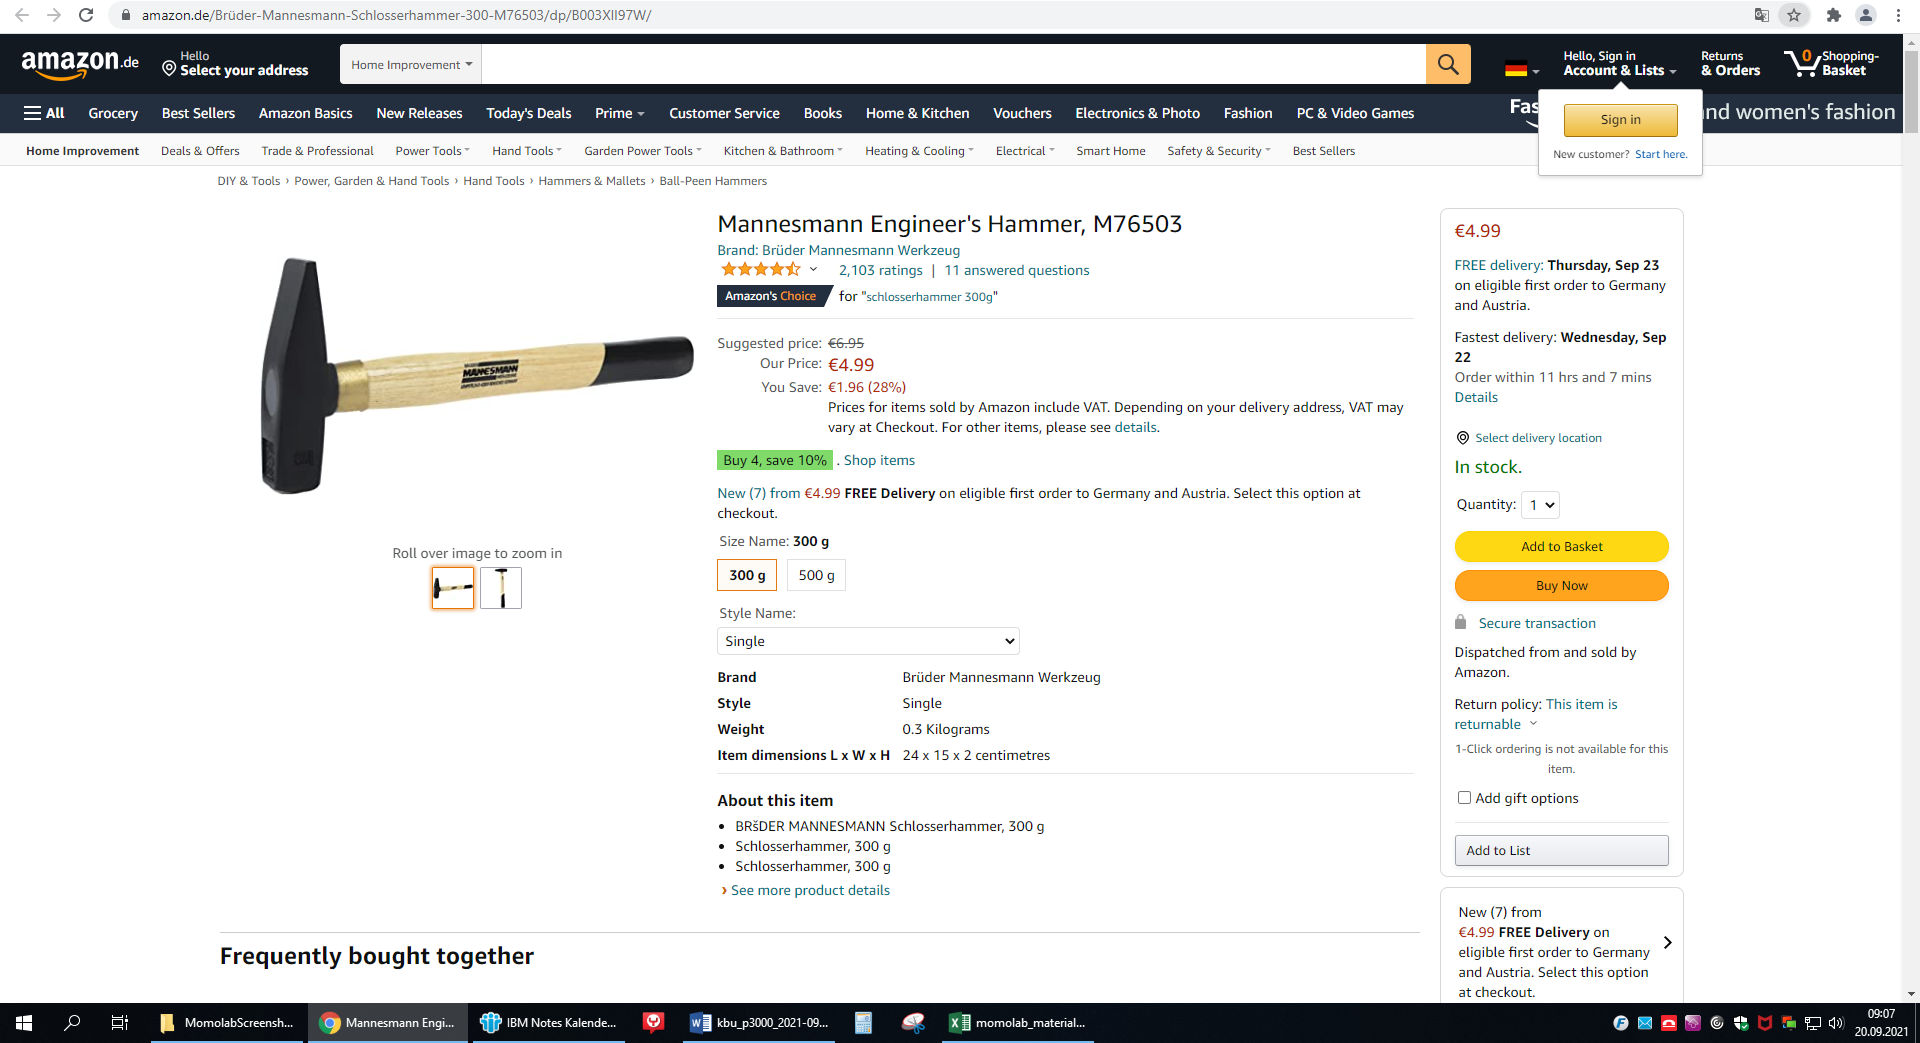 amazon.de/Brüder-Mannesmann-Schlosserhammer-300-M76503/dp/B003XII97W/
amazon.de
Hello
Select your address
Home Improvement
Hello, Sign in
Account & Lists
Returns
& Orders
0
Shopping-
Basket
All
Grocery
Best Sellers
Amazon Basics
New Releases
Today's Deals
Prime
Customer Service
Books
Home & Kitchen
Vouchers
Electronics & Photo
Fashion
PC & Video Games
Fas
nd women's fashion
Sign in
New customer? Start here.
Home Improvement
Deals & Offers
Trade & Professional
Power Tools
Hand Tools
Garden Power Tools
Kitchen & Bathroom
Heating & Cooling
Electrical
Smart Home
Safety & Security
Best Sellers
DIY & Tools › Power, Garden & Hand Tools › Hand Tools › Hammers & Mallets › Ball-Peen Hammers
MANNESMANN
Roll over image to zoom in
Mannesmann Engineer's Hammer, M76503
Brand: Brüder Mannesmann Werkzeug
2,103 ratings | 11 answered questions
Amazon's Choice for "schlosserhammer 300g"
Suggested price: €6.95
Our Price: €4.99
You Save: €1.96 (28%)
Prices for items sold by Amazon include VAT. Depending on your delivery address, VAT may
vary at Checkout. For other items, please see details.
Buy 4, save 10% . Shop items
New (7) from €4.99 FREE Delivery on eligible first order to Germany and Austria. Select this option at
checkout.
Size Name: 300 g
300 g
500 g
Style Name:
Single
Brand Brüder Mannesmann Werkzeug
Style Single
Weight 0.3 Kilograms
Item dimensions L x W x H 24 x 15 x 2 centimetres
About this item
• BRšDER MANNESMANN Schlosserhammer, 300 g
• Schlosserhammer, 300 g
• Schlosserhammer, 300 g
› See more product details
Frequently bought together
€4.99
FREE delivery: Thursday, Sep 23
on eligible first order to Germany
and Austria.
Fastest delivery: Wednesday, Sep
22
Order within 11 hrs and 7 mins
Details
Select delivery location
In stock.
Quantity: 1
Add to Basket
Buy Now
Secure transaction
Dispatched from and sold by
Amazon.
Return policy: This item is
returnable
1-Click ordering is not available for this
item.
Add gift options
Add to List
New (7) from
€4.99 FREE Delivery on
eligible first order to Germany
and Austria. Select this option
at checkout.
MomolabScreensh...
Mannesmann Engi...
IBM Notes Kalende...
kbu_p3000_2021-09...
momolab_material...
09:07
20.09.2021